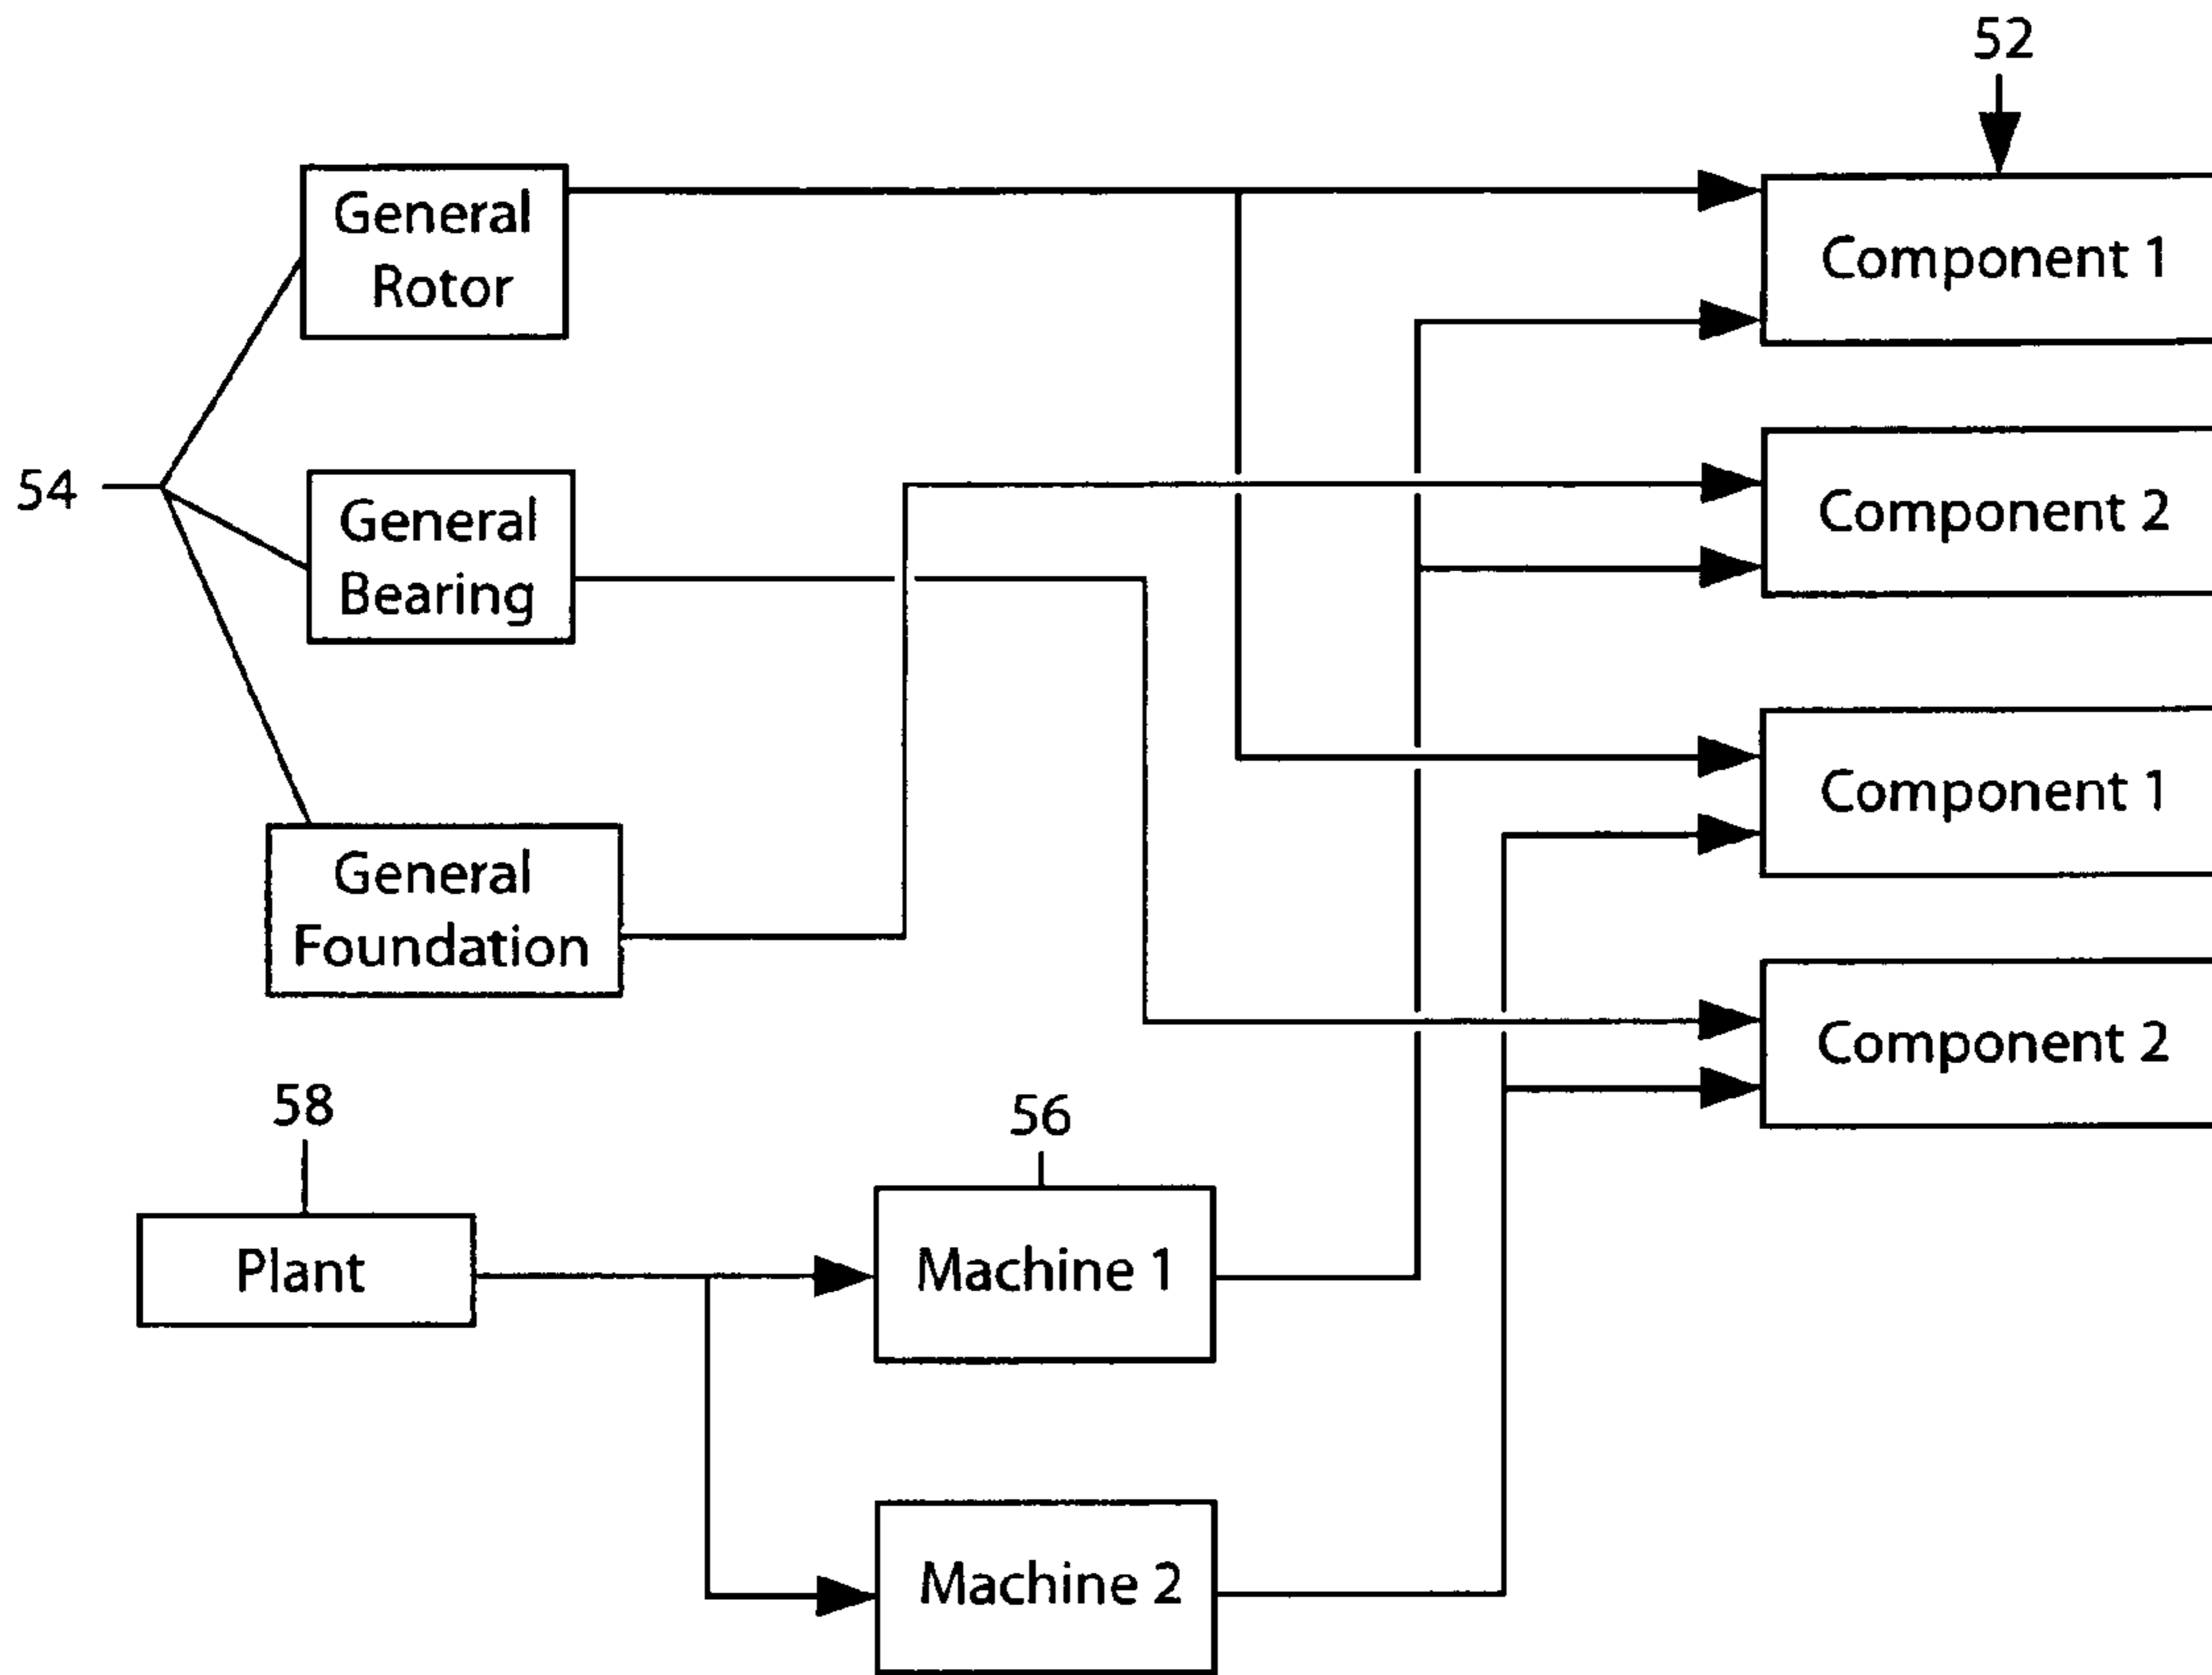 52
General
Rotor
Component 1
54
General
Bearing
Component 2
General
Foundation
Component 1
Component 2
58
56
Plant
Machine 1
Machine 2